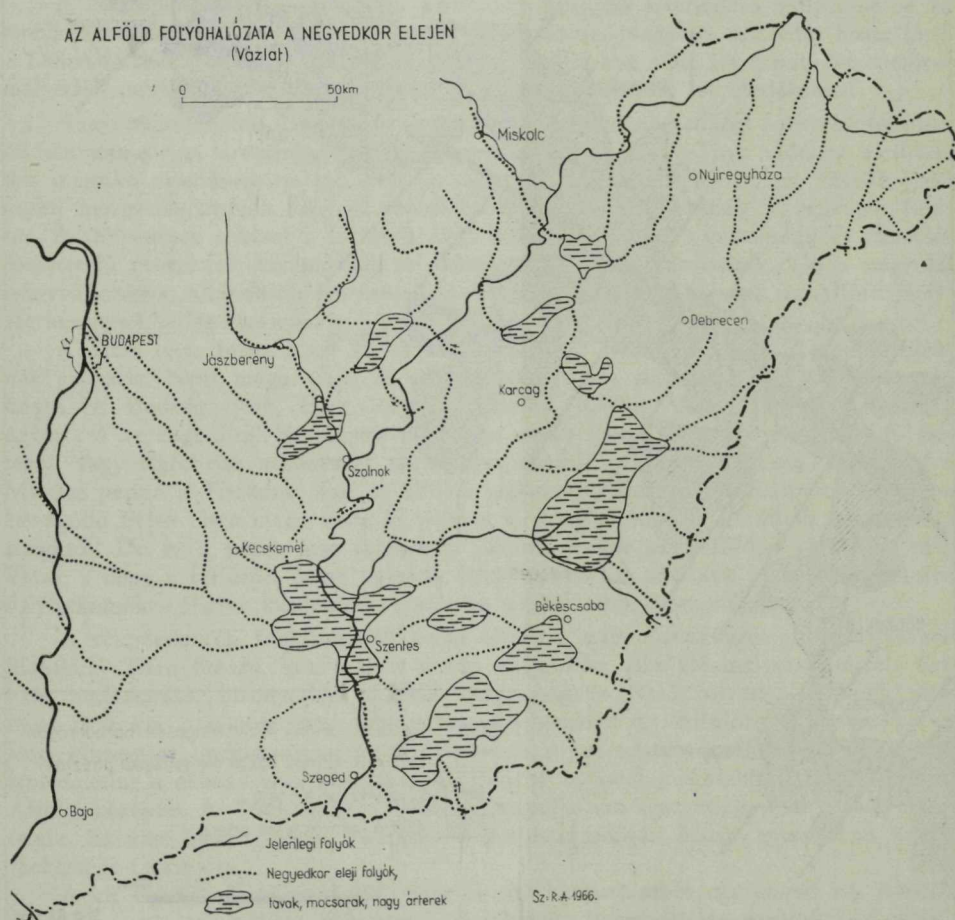 AZ ALFÖLD FOLYÓHÁLÓZATA A NEGYEDKOR ELEJÉN
(Vázlat)
0 50km
Miskolc
Nyíregyháza
BUDAPEST
Debrecen
Jászberény
Karcag
Szolnok
Kecskemét
Békéscsaba
Szentes
Szeged
Baja
Jelenlegi folyók
Negyedkor eleji folyók,
tavak, mocsarak, nagy árterek
Sz. R.A. 1966.